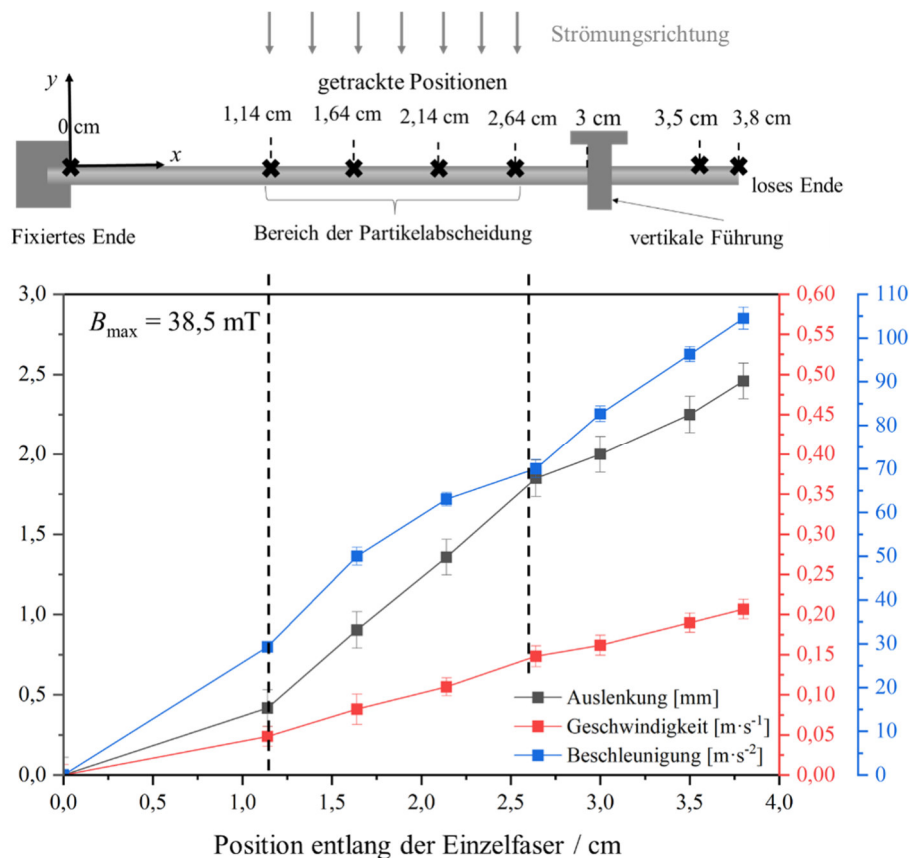 Strömungsrichtung
y
getrackte Positionen
0 cm
1,14 cm 1,64 cm 2,14 cm 2,64 cm 3 cm 3,5 cm 3,8 cm
x
loses Ende
Fixiertes Ende
Bereich der Partikelabscheidung
vertikale Führung
B_max = 38,5 mT
3,0
2,5
2,0
1,5
1,0
0,5
0,0
0,60
0,55
0,50
0,45
0,40
0,35
0,30
0,25
0,20
0,15
0,10
0,05
0,00
110
100
90
80
70
60
50
40
30
20
10
0
Auslenkung [mm]
Geschwindigkeit [m·s⁻¹]
Beschleunigung [m·s⁻²]
0,0 0,5 1,0 1,5 2,0 2,5 3,0 3,5 4,0
Position entlang der Einzelfaser / cm